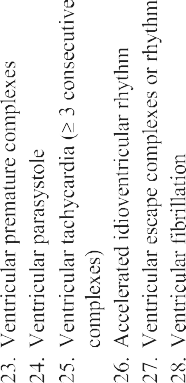 23. Ventricular premature complexes
24. Ventricular parasystole
25. Ventricular tachycardia (≥ 3 consecutive
complexes)
26. Accelerated idioventricular rhythm
27. Ventricular escape complexes or rhythm
28. Ventricular fibrillation